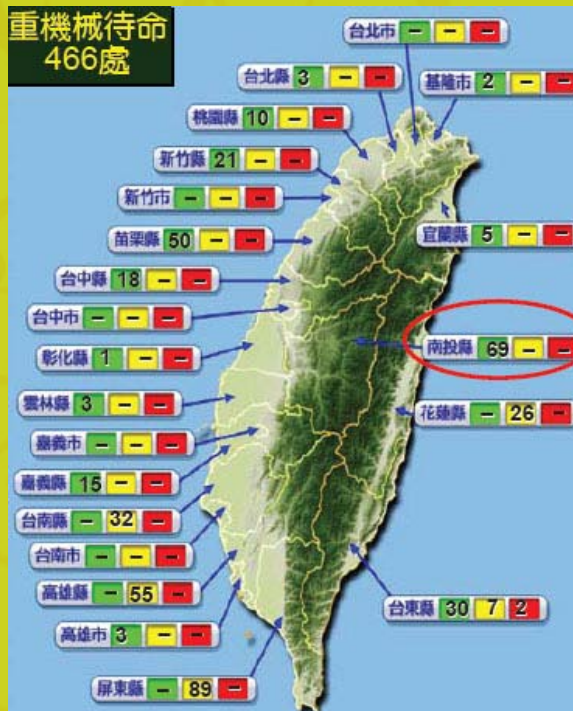 重機械待命
466處
台北市 – – –
台北縣 3 – –
基隆市 2 – –
桃園縣 10 – –
新竹縣 21 – –
新竹市 – – –
苗栗縣 50 – –
宜蘭縣 5 – –
台中縣 18 – –
台中市 – – –
南投縣 69 – –
彰化縣 1 – –
雲林縣 3 – –
花蓮縣 – 26 –
嘉義市 – – –
嘉義縣 15 – –
台南縣 – 32 –
台南市 – – –
高雄縣 – 55 –
台東縣 30 7 2
高雄市 3 – –
屏東縣 – 89 –